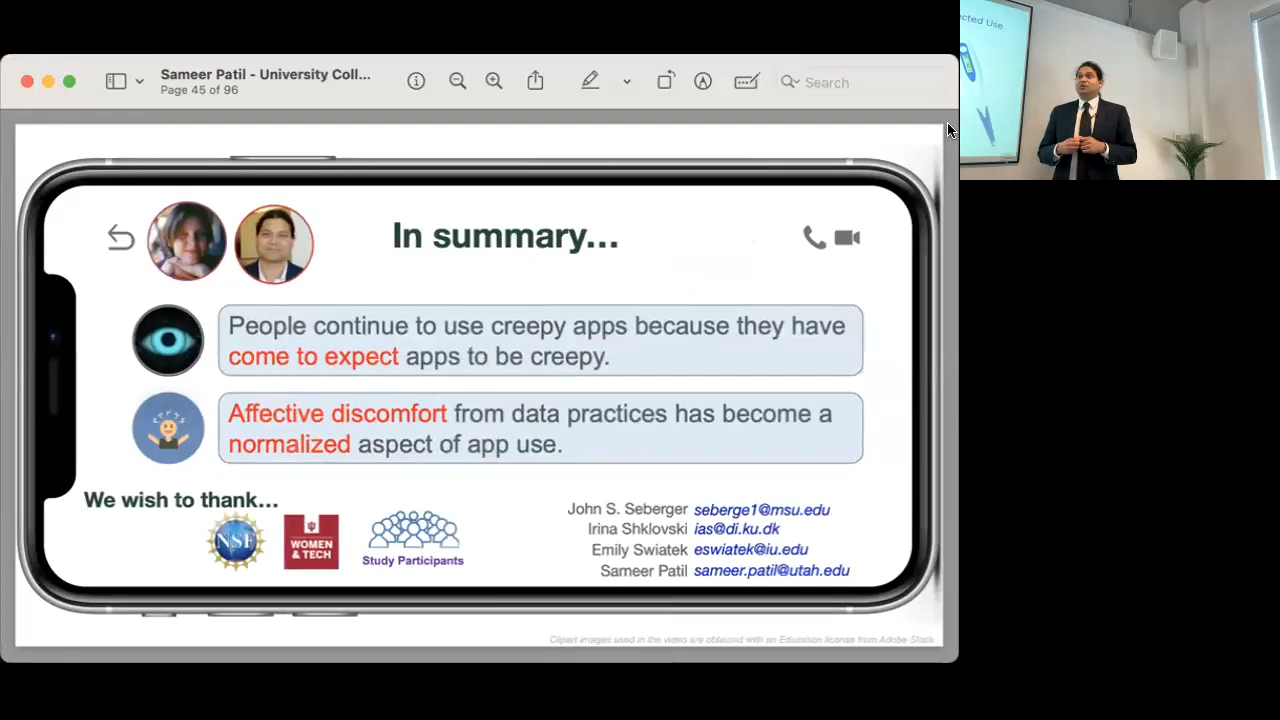 Sameer Patil - University Coll...
Page 45 of 96
Search
In summary...
People continue to use creepy apps because they have
come to expect apps to be creepy.
Affective discomfort from data practices has become a
normalized aspect of app use.
We wish to thank...
NSF
WOMEN
& TECH
Study Participants
John S. Seberger seberge1@msu.edu
Irina Shklovski ias@di.ku.dk
Emily Swiatek eswiatek@iu.edu
Sameer Patil sameer.patil@utah.edu
Clipart images used in the video are obtained with an Education license from Adobe Stock.
Use